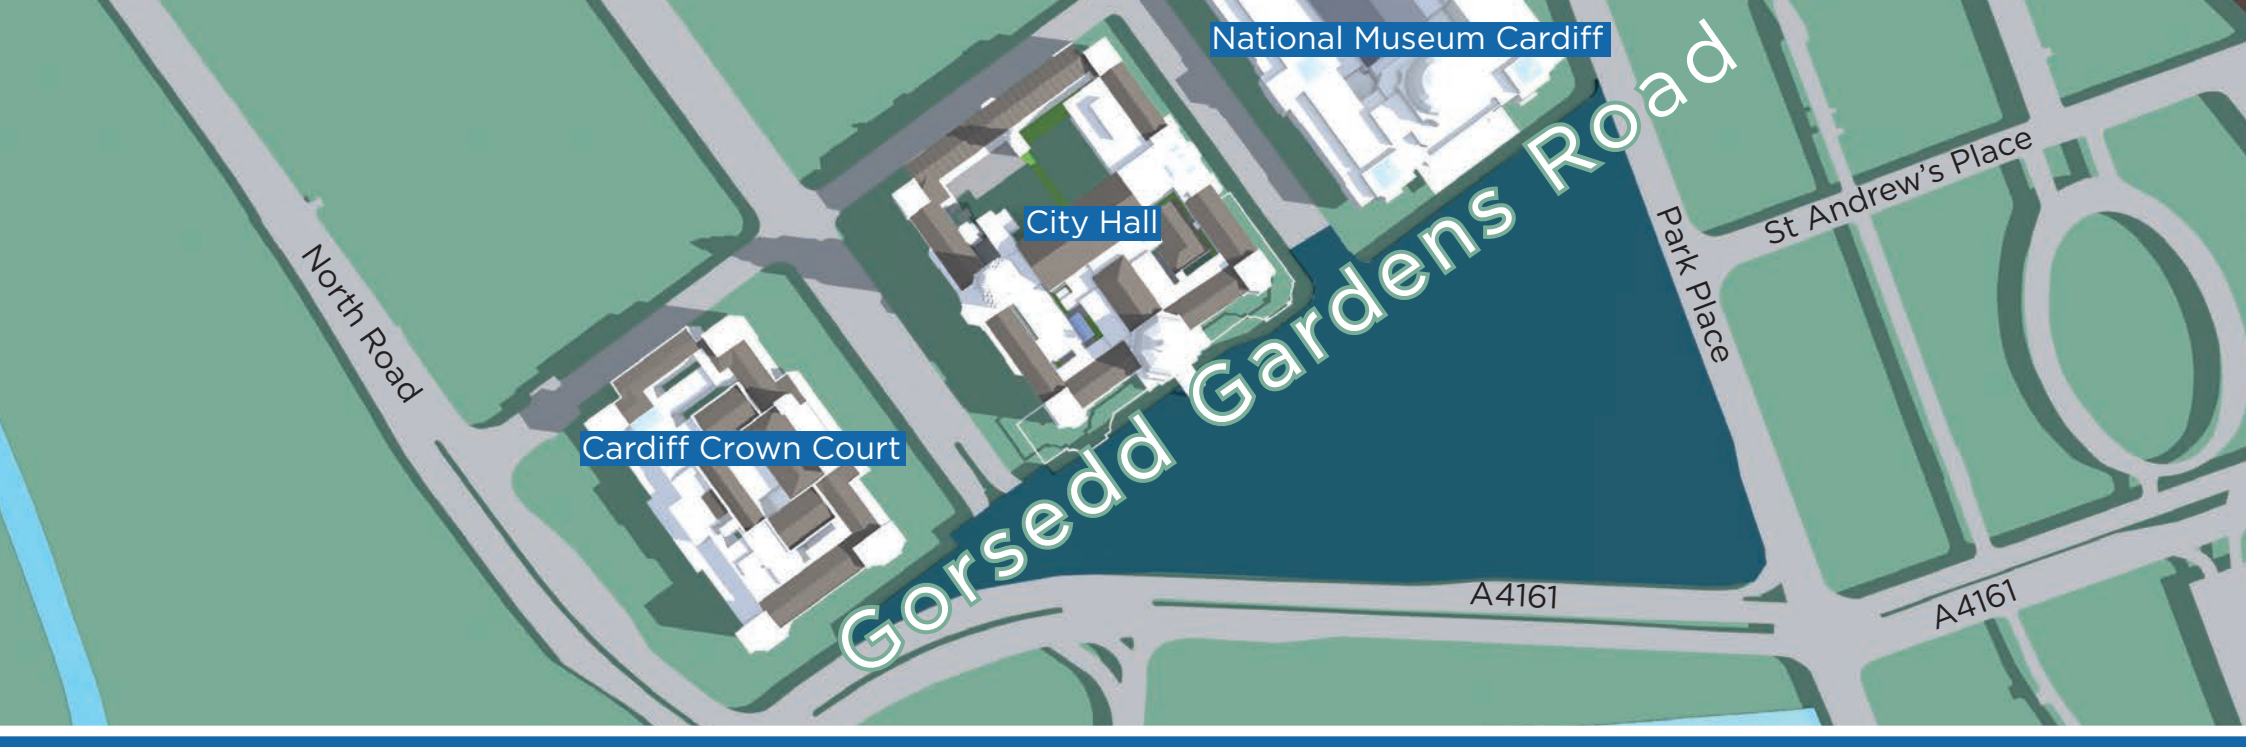 National Museum Cardiff
City Hall
Cardiff Crown Court
Gorsedd Gardens Road
North Road
Park Place
St Andrew's Place
A4161
A4161